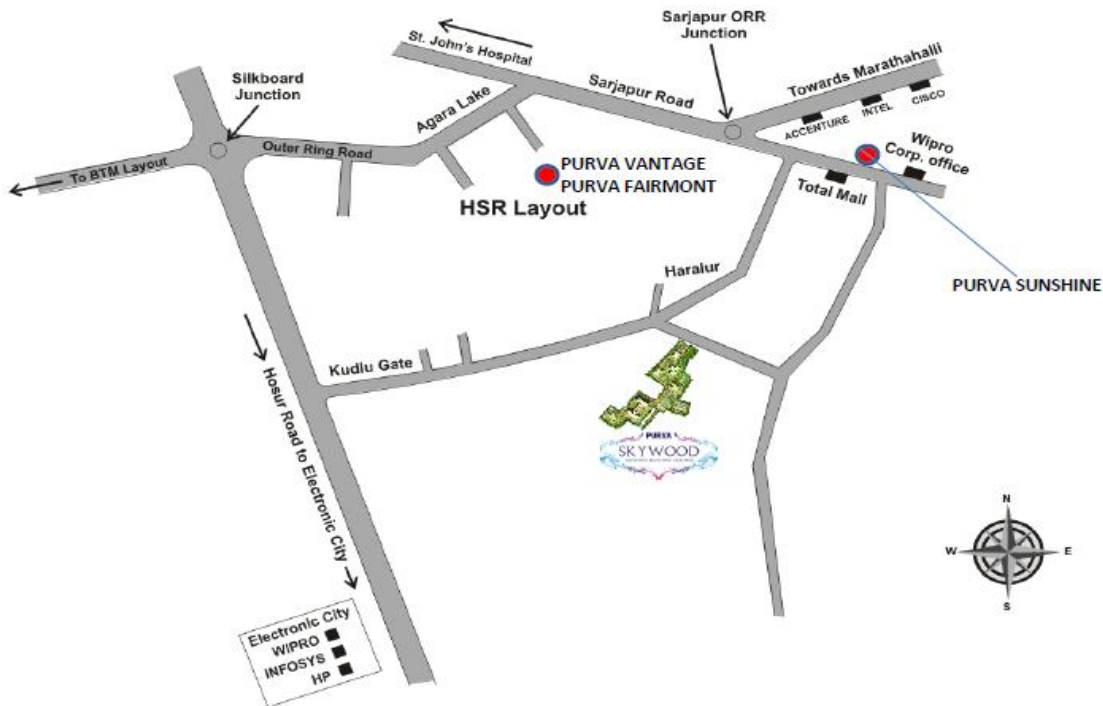 Sarjapur ORR
Junction
St. John's Hospital
Silkboard
Junction
Sarjapur Road
Towards Marathahalli
Agara Lake
ACCENTURE
INTEL
CISCO
Outer Ring Road
To BTM Layout
Wipro
Corp. office
PURVA VANTAGE
PURVA FAIRMONT
Total Mall
HSR Layout
Haralur
PURVA SUNSHINE
Kudlu Gate
Hosur Road to Electronic City
PURVA
SKYWOOD
N
W
E
S
Electronic City
WIPRO
INFOSYS
HP